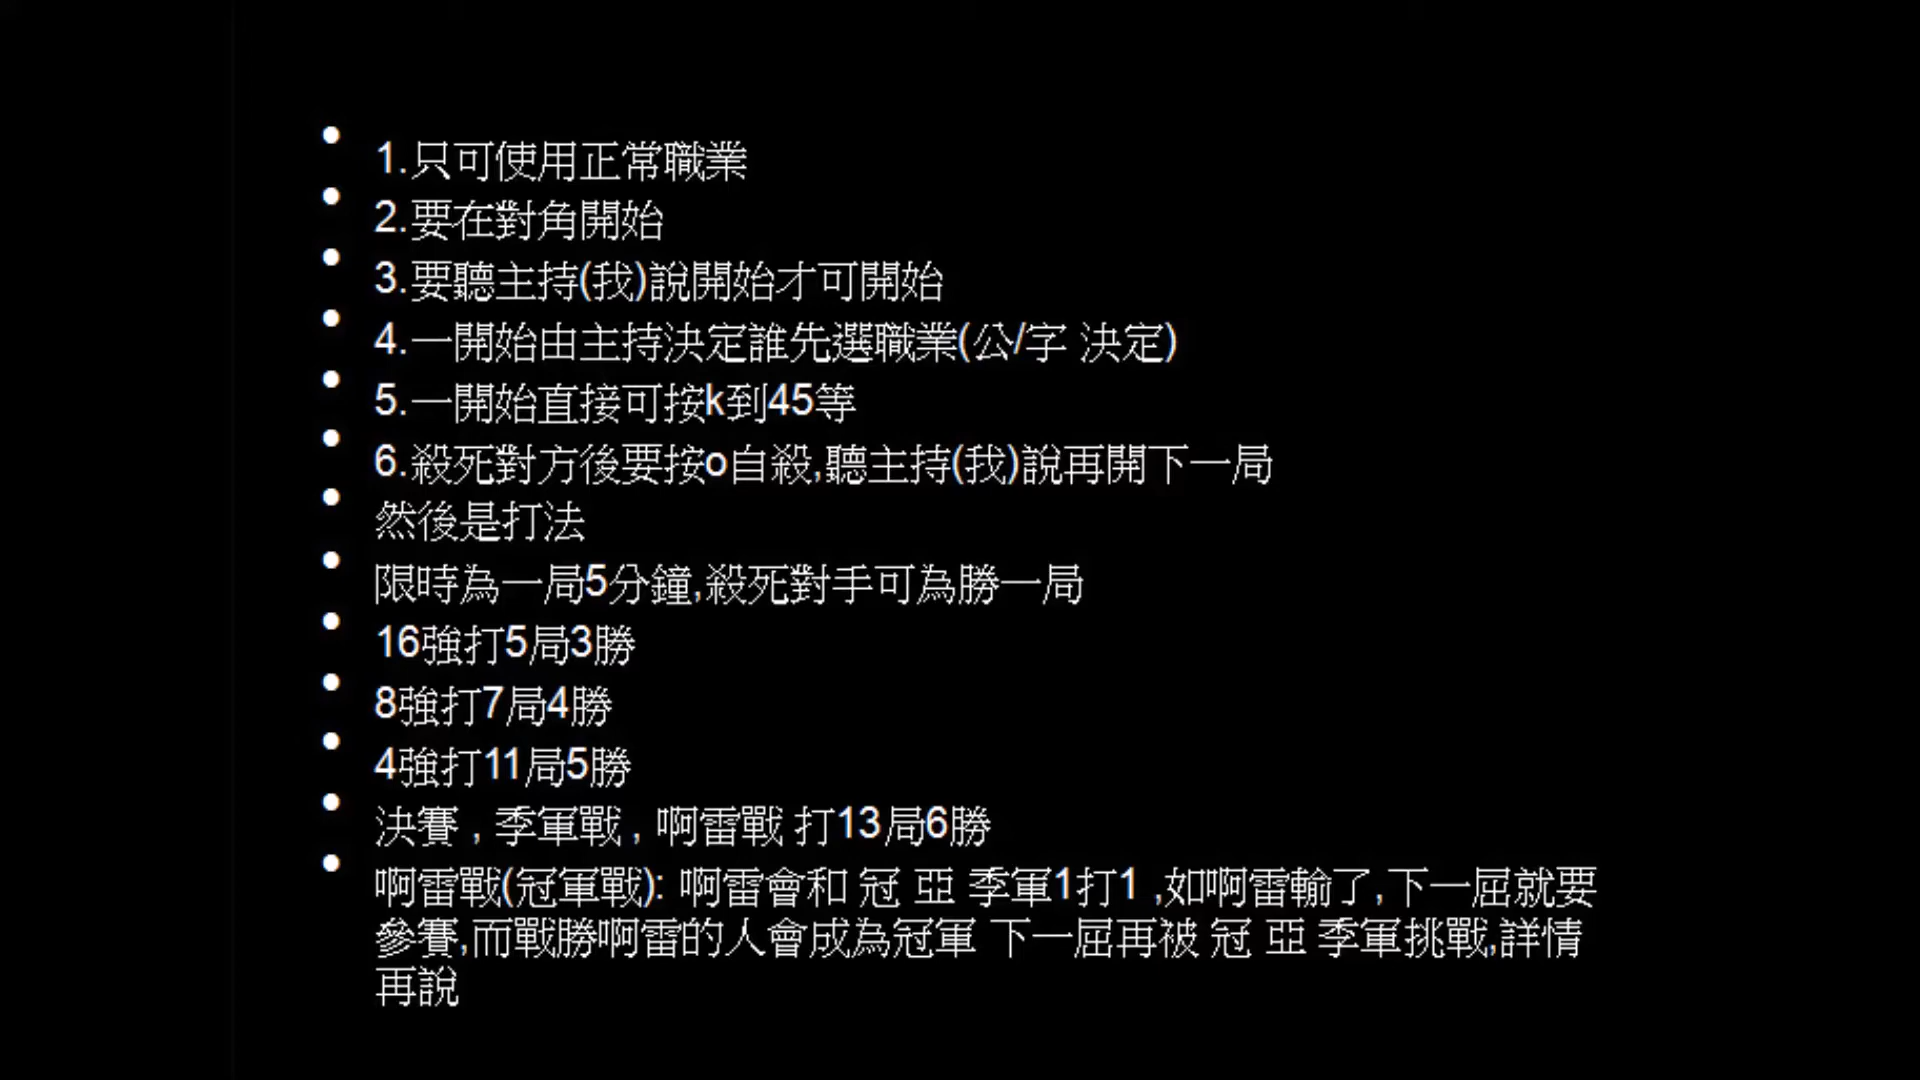 1.只可使用正常職業
2.要在對角開始
3.要聽主持(我)說開始才可開始
4.一開始由主持決定誰先選職業(公/字 決定)
5.一開始直接可按k到45等
6.殺死對方後要按o自殺,聽主持(我)說再開下一局
然後是打法
限時為一局5分鐘,殺死對手可為勝一局
16強打5局3勝
8強打7局4勝
4強打11局5勝
決賽 , 季軍戰 , 啊雷戰 打13局6勝
啊雷戰(冠軍戰): 啊雷會和 冠 亞 季軍1打1 ,如啊雷輸了,下一屈就要
參賽,而戰勝啊雷的人會成為冠軍 下一屈再被 冠 亞 季軍挑戰,詳情
再說